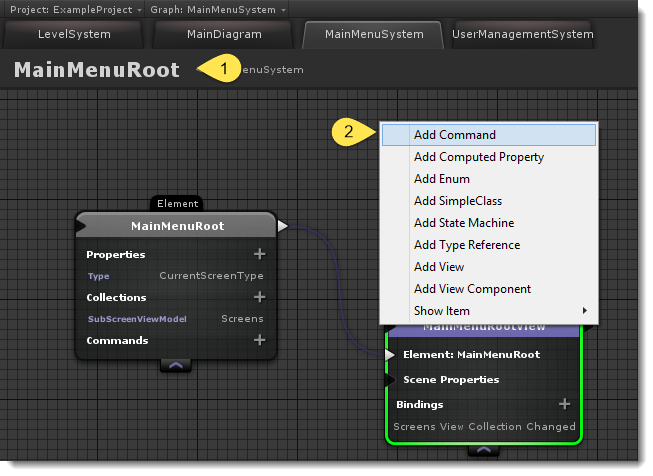 Project: ExampleProject Graph: MainMenuSystem
LevelSystem MainDiagram MainMenuSystem UserManagementSystem
MainMenuRoot 1 enuSystem
2 Add Command
Add Computed Property
Add Enum
Add SimpleClass
Add State Machine
Add Type Reference
Add View
Add View Component
Show Item
Element
MainMenuRoot
Properties +
Type CurrentScreenType
Collections +
SubScreenViewModel Screens
Commands +
MainMenuRootView
Element: MainMenuRoot
Scene Properties
Bindings +
Screens View Collection Changed